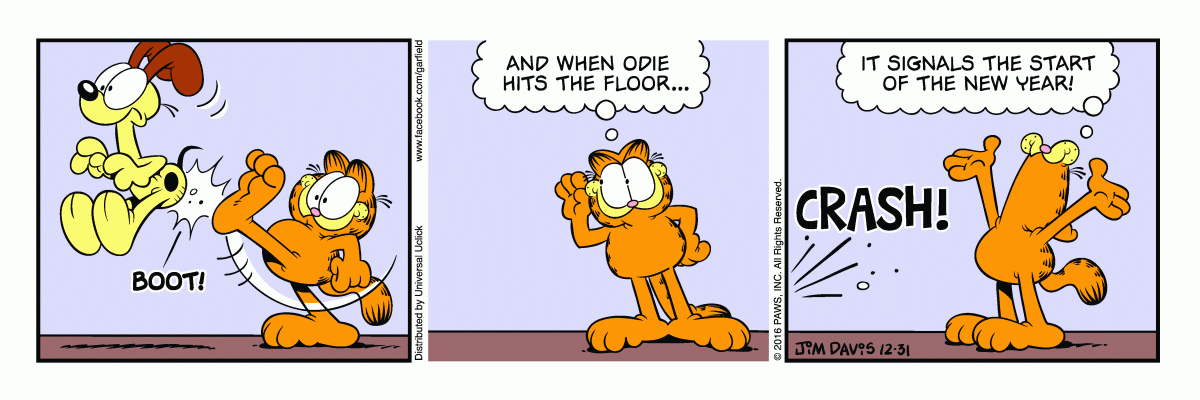 BOOT!
www.facebook.com/garfield
Distributed by Universal Uclick
AND WHEN ODIE
HITS THE FLOOR...
© 2016 PAWS, INC. All Rights Reserved.
IT SIGNALS THE START
OF THE NEW YEAR!
CRASH!
JIM DAVIS 12-31